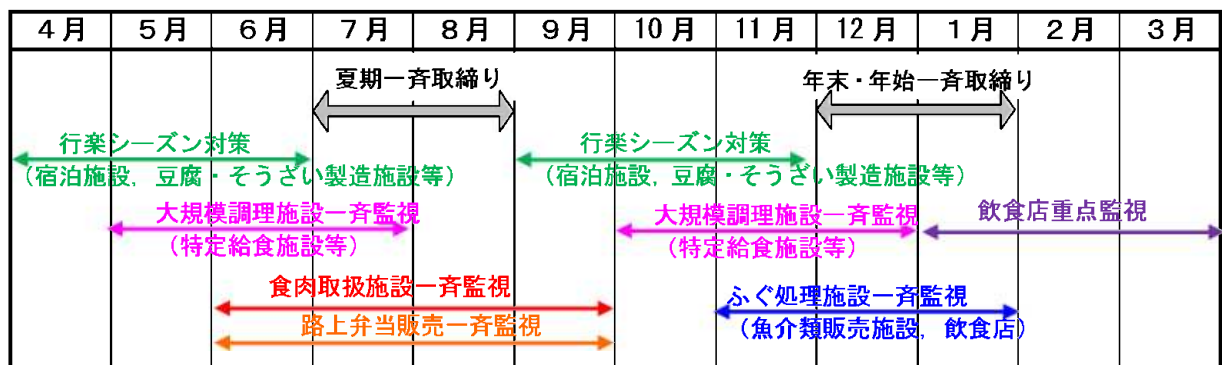 4月 5月 6月 7月 8月 9月 10月 11月 12月 1月 2月 3月
夏期一斉取締り
年末・年始一斉取締り
行楽シーズン対策
(宿泊施設，豆腐・そうざい製造施設等)
行楽シーズン対策
(宿泊施設，豆腐・そうざい製造施設等)
大規模調理施設一斉監視
(特定給食施設等)
大規模調理施設一斉監視
(特定給食施設等)
飲食店重点監視
食肉取扱施設一斉監視
路上弁当販売一斉監視
ふぐ処理施設一斉監視
(魚介類販売施設，飲食店)